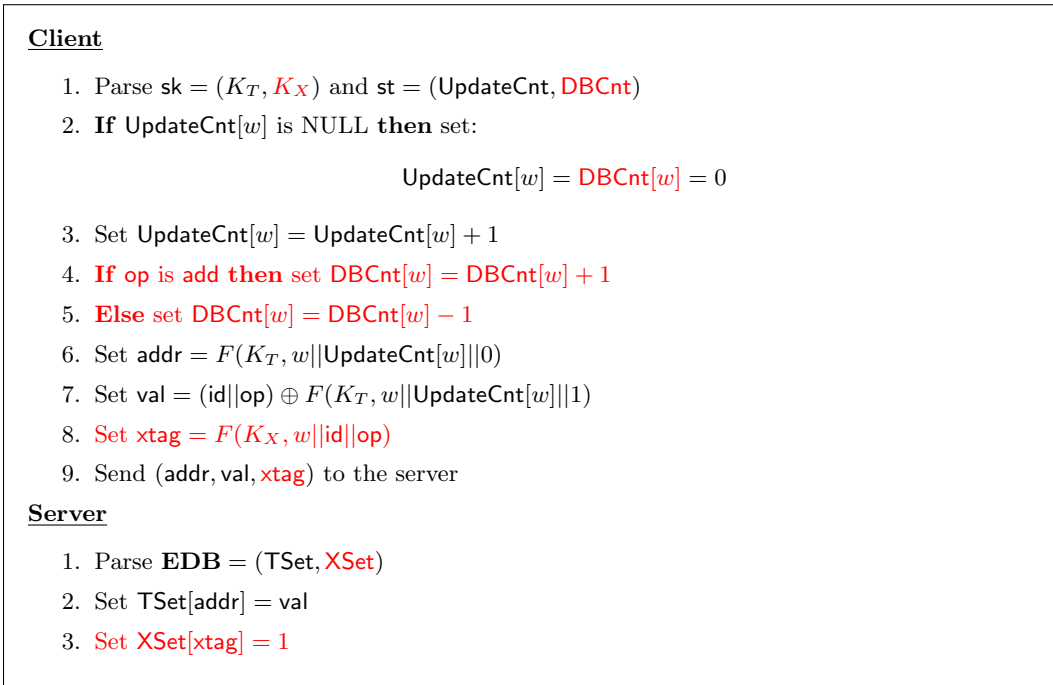 Client
1. Parse sk = (K_T, K_X) and st = (UpdateCnt, DBCnt)
2. If UpdateCnt[w] is NULL then set:
UpdateCnt[w] = DBCnt[w] = 0
3. Set UpdateCnt[w] = UpdateCnt[w] + 1
4. If op is add then set DBCnt[w] = DBCnt[w] + 1
5. Else set DBCnt[w] = DBCnt[w] − 1
6. Set addr = F(K_T, w||UpdateCnt[w]||0)
7. Set val = (id||op) ⊕ F(K_T, w||UpdateCnt[w]||1)
8. Set xtag = F(K_X, w||id||op)
9. Send (addr, val, xtag) to the server
Server
1. Parse EDB = (TSet, XSet)
2. Set TSet[addr] = val
3. Set XSet[xtag] = 1